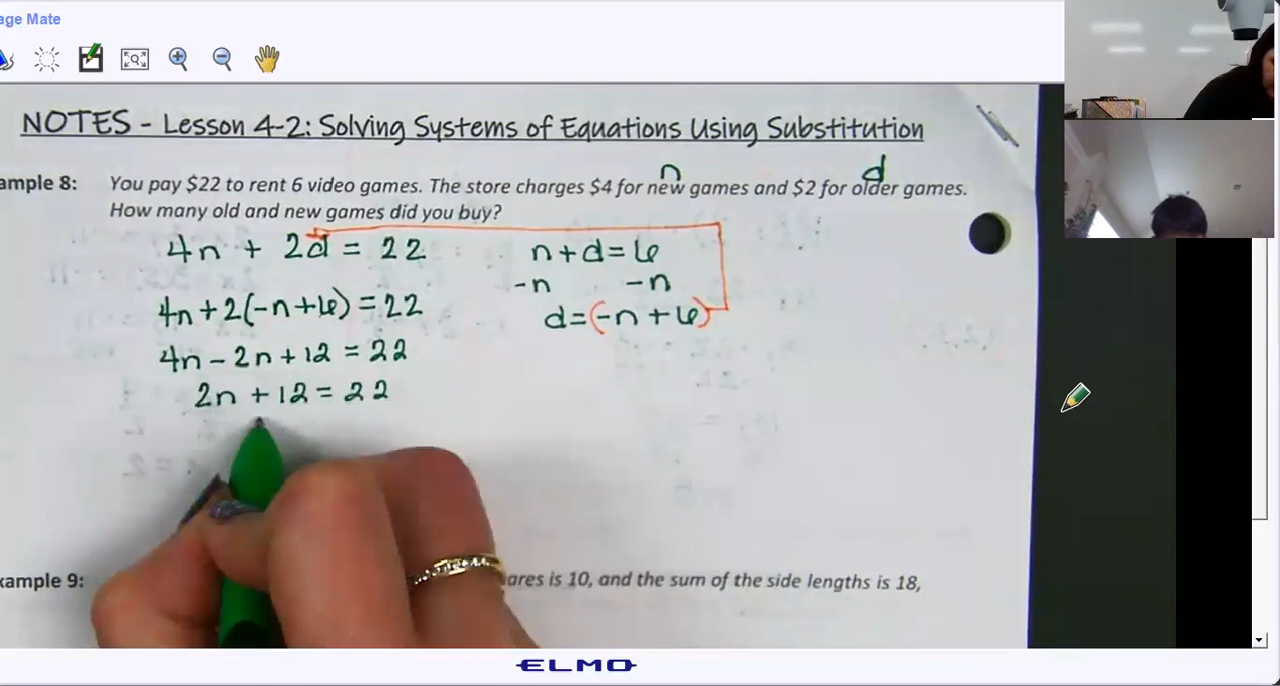 age Mate
NOTES - Lesson 4-2: Solving Systems of Equations Using Substitution
n d
ample 8: You pay $22 to rent 6 video games. The store charges $4 for new games and $2 for older games.
How many old and new games did you buy?
4n + 2d = 22 n + d = 6
-n -n
4n + 2(-n + 6) = 22 d = (-n + 6)
4n - 2n + 12 = 22
2n + 12 = 22
xample 9: ares is 10, and the sum of the side lengths is 18,
ELMO